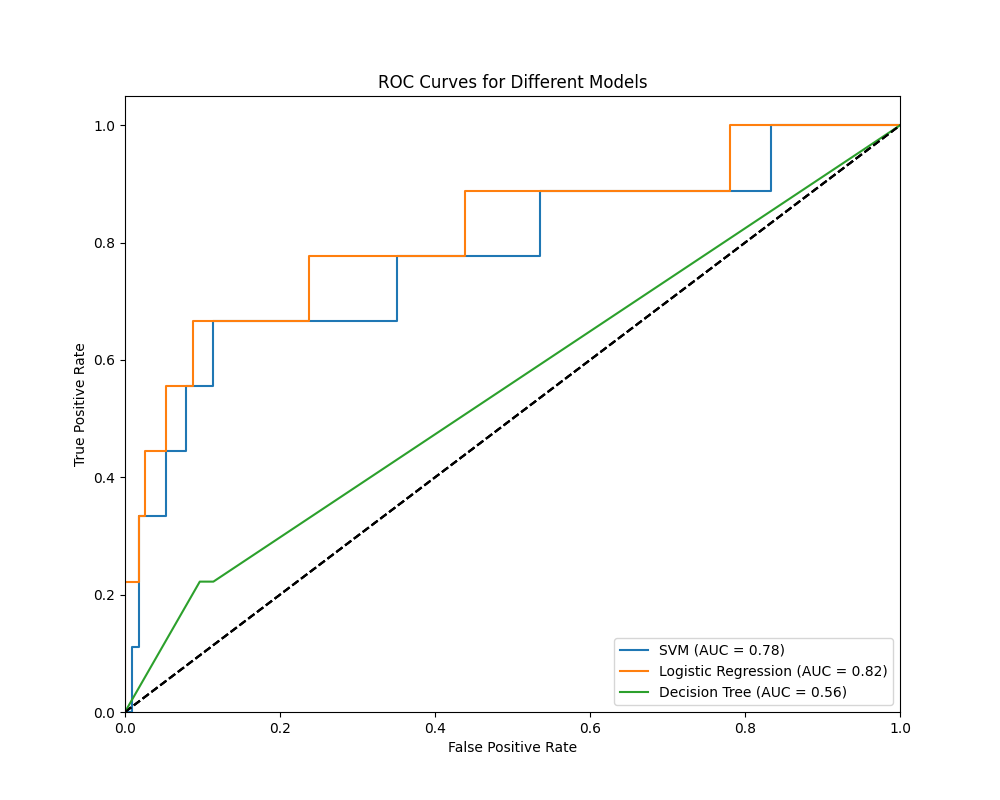 ROC Curves for Different Models
1.0
0.8
0.6
0.4
0.2
0.0
True Positive Rate
0.0 0.2 0.4 0.6 0.8 1.0
False Positive Rate
SVM (AUC = 0.78)
Logistic Regression (AUC = 0.82)
Decision Tree (AUC = 0.56)